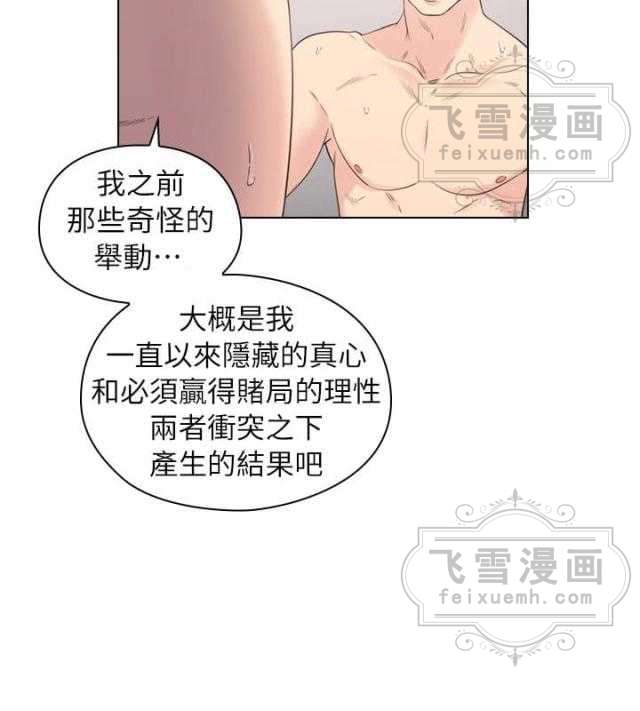 飞雪漫画
feixuemh.com
我之前
那些奇怪的
舉動…
大概是我
一直以來隱藏的真心
和必須贏得賭局的理性
兩者衝突之下
產生的結果吧
飞雪漫画
feixuemh.com